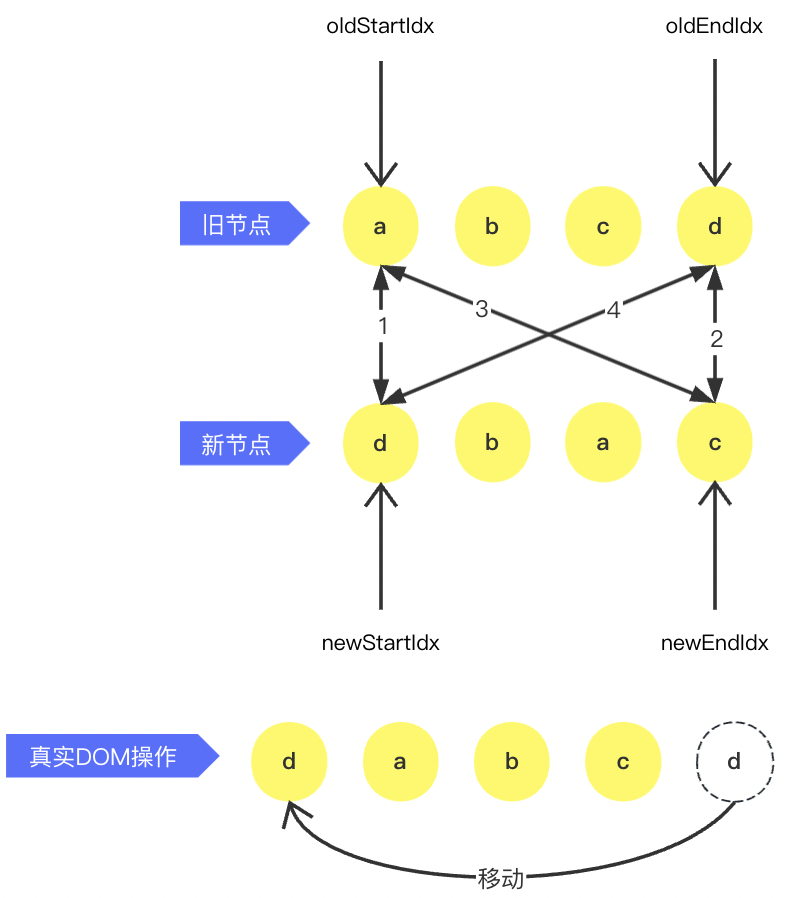 oldStartIdx
oldEndIdx
旧节点
a
b
c
d
1
3
4
2
新节点
d
b
a
c
newStartIdx
newEndIdx
真实DOM操作
d
a
b
c
d
移动